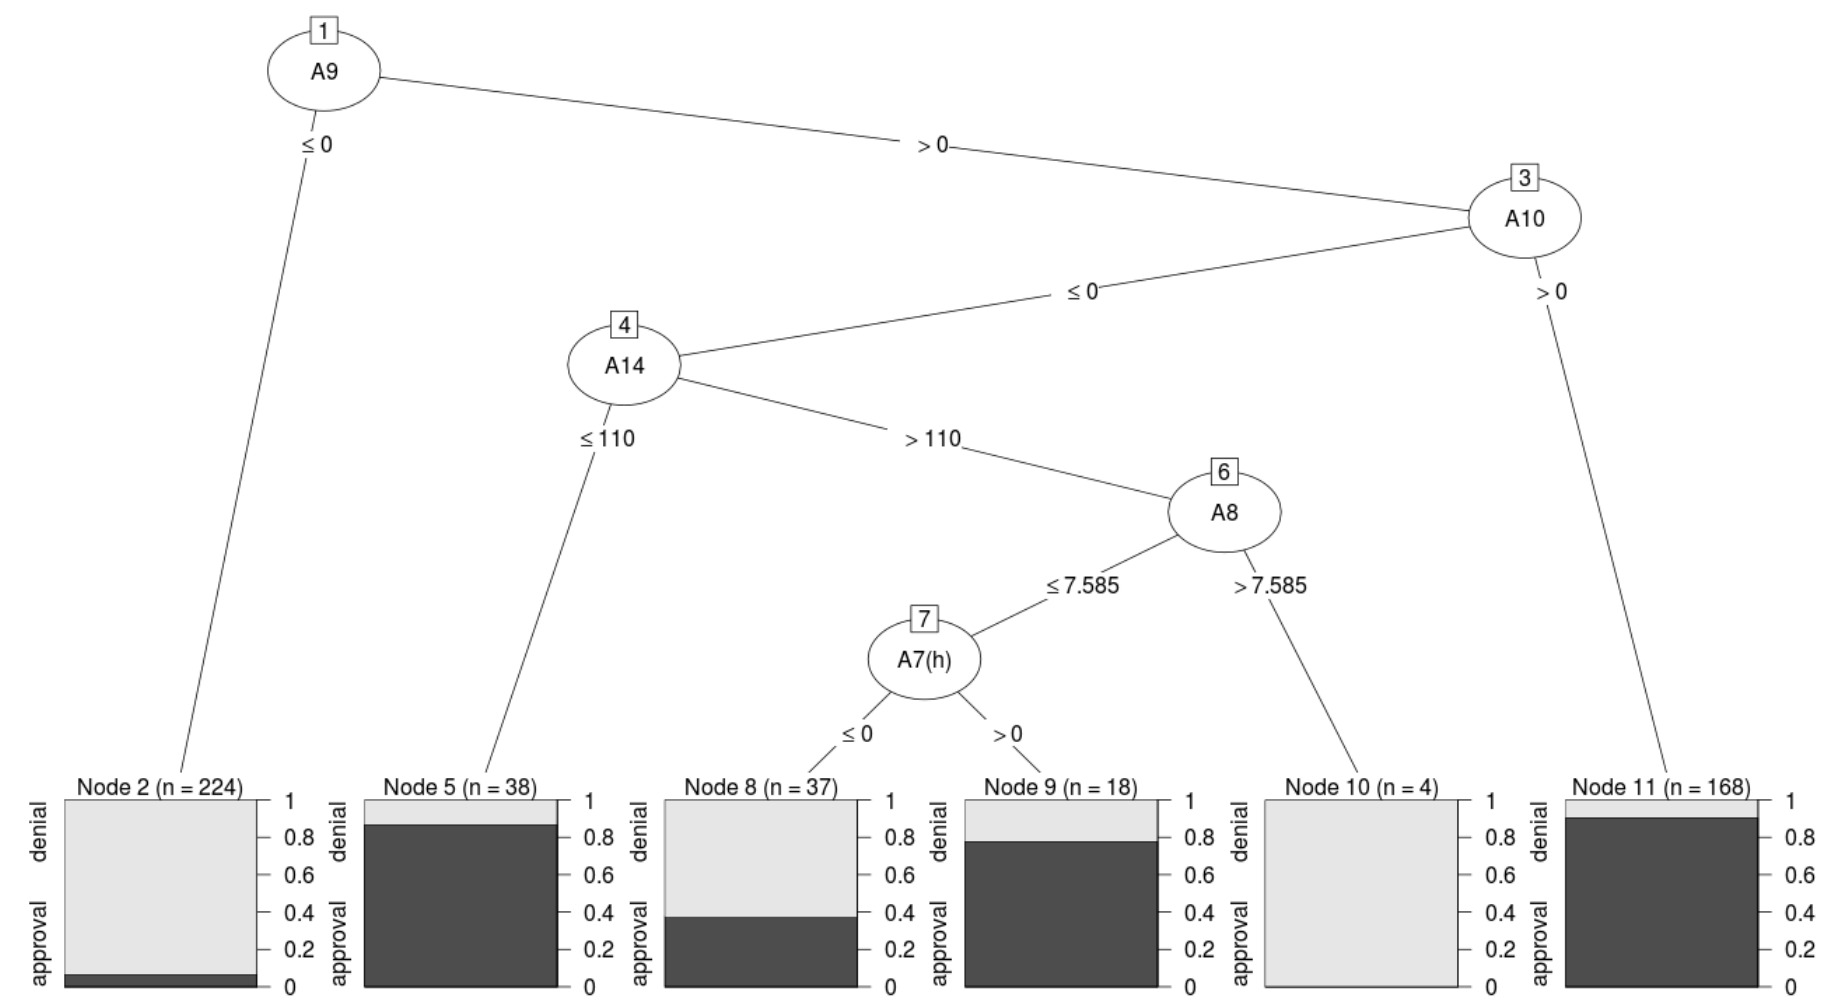 1
A9
≤ 0
> 0
3
A10
≤ 0
> 0
4
A14
≤ 110
> 110
6
A8
≤ 7.585
> 7.585
7
A7(h)
≤ 0
> 0
Node 2 (n = 224)
denial
approval
1
0.8
0.6
0.4
0.2
0
Node 5 (n = 38)
denial
approval
1
0.8
0.6
0.4
0.2
0
Node 8 (n = 37)
denial
approval
1
0.8
0.6
0.4
0.2
0
Node 9 (n = 18)
denial
approval
1
0.8
0.6
0.4
0.2
0
Node 10 (n = 4)
denial
approval
1
0.8
0.6
0.4
0.2
0
Node 11 (n = 168)
denial
approval
1
0.8
0.6
0.4
0.2
0